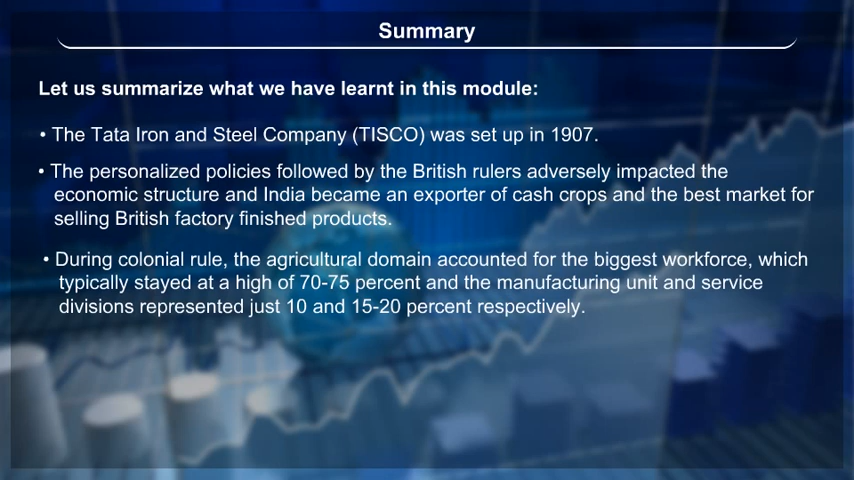 Summary
Let us summarize what we have learnt in this module:
• The Tata Iron and Steel Company (TISCO) was set up in 1907.
• The personalized policies followed by the British rulers adversely impacted the
economic structure and India became an exporter of cash crops and the best market for
selling British factory finished products.
• During colonial rule, the agricultural domain accounted for the biggest workforce, which
typically stayed at a high of 70-75 percent and the manufacturing unit and service
divisions represented just 10 and 15-20 percent respectively.